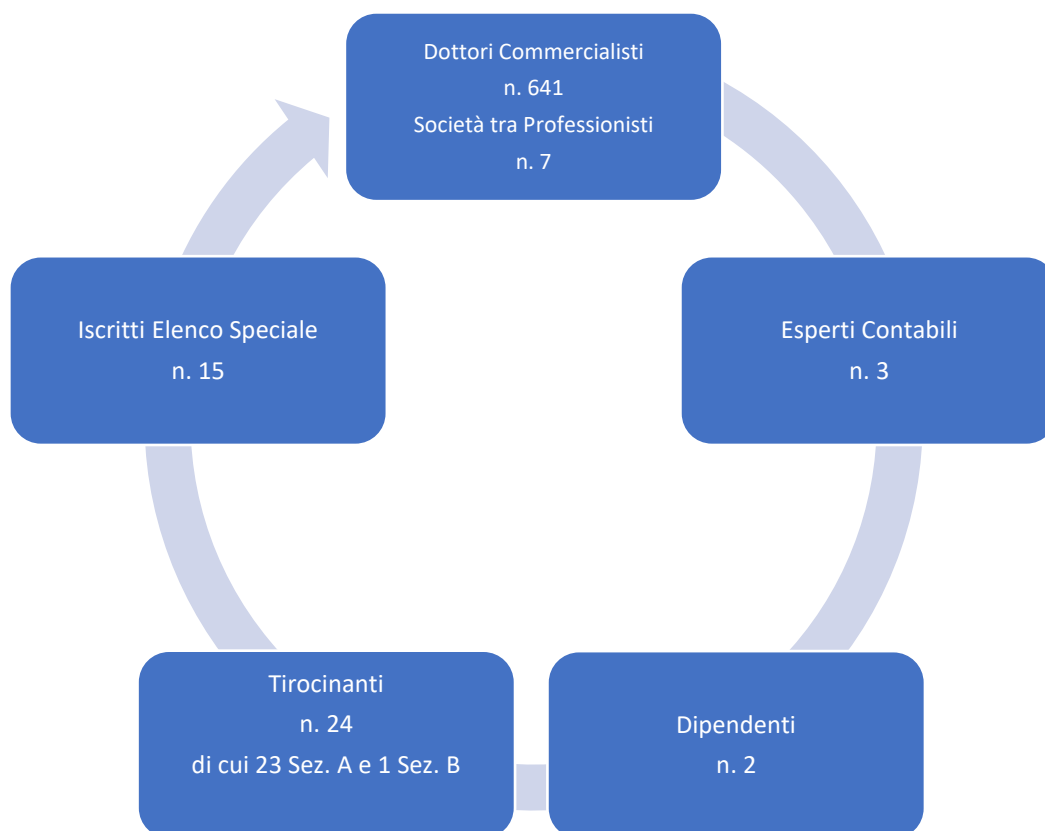 Dottori Commercialisti
n. 641
Società tra Professionisti
n. 7
Esperti Contabili
n. 3
Dipendenti
n. 2
Tirocinanti
n. 24
di cui 23 Sez. A e 1 Sez. B
Iscritti Elenco Speciale
n. 15